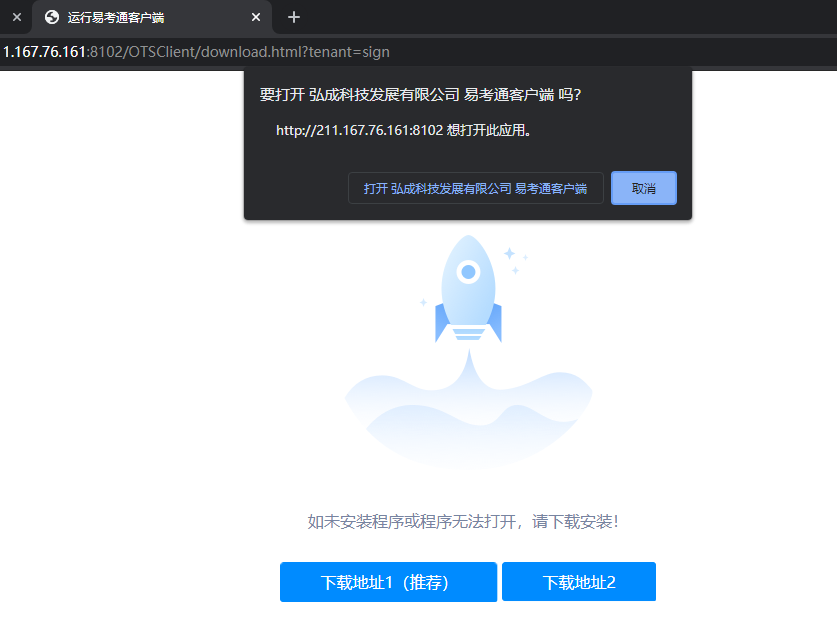 运行易考通客户端
1.167.76.161:8102/OTSClient/download.html?tenant=sign
要打开 弘成科技发展有限公司 易考通客户端 吗?
http://211.167.76.161:8102 想打开此应用。
打开 弘成科技发展有限公司 易考通客户端 取消
如未安装程序或程序无法打开，请下载安装!
下载地址1（推荐） 下载地址2